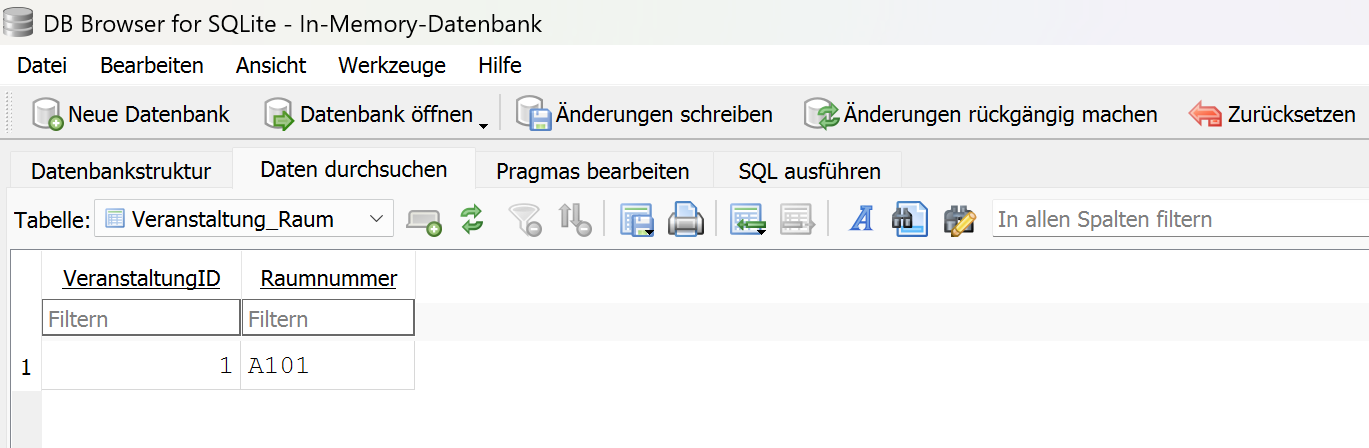 DB Browser for SQLite - In-Memory-Datenbank
Datei Bearbeiten Ansicht Werkzeuge Hilfe
Neue Datenbank Datenbank öffnen Änderungen schreiben Änderungen rückgängig machen Zurücksetzen
Datenbankstruktur Daten durchsuchen Pragmas bearbeiten SQL ausführen
Tabelle: Veranstaltung_Raum A In allen Spalten filtern
VeranstaltungID Raumnummer
Filtern Filtern
1 1 A101